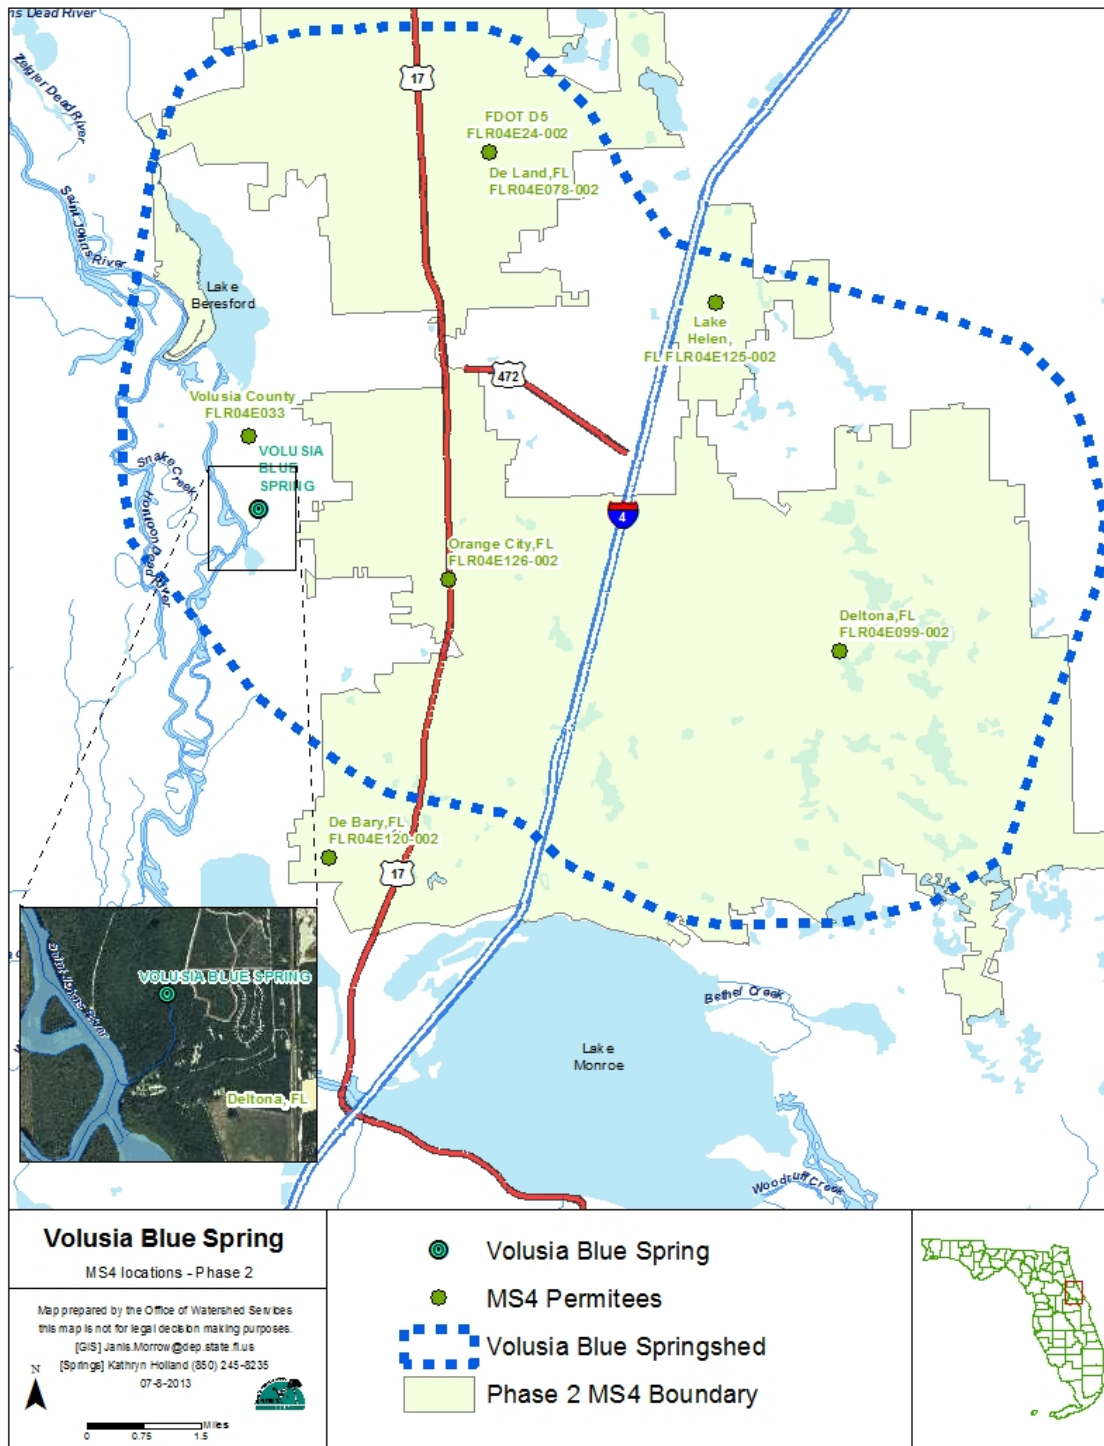 ns Dead River
Zeigler Dead River
17
FDOT D5
FLR04E24-002
De Land,FL
FLR04E078-002
Saint Johns River
Lake
Beresford
Lake
Helen,
FL FLR04E125-002
472
Volusia County
FLR04E033
VOLUSIA
BLUE
SPRING
Snake Creek
Hontoon Dead River
4
Orange City,FL
FLR04E126-002
Deltona,FL
FLR04E099-002
De Bary,FL
FLR04E120-002
17
Saint Johns River
VOLUSIA BLUE SPRING
Deltona, FL
Bethel Creek
Lake
Monroe
Woodruff Creek
Volusia Blue Spring
MS4 locations - Phase 2
Map prepared by the Office of Watershed Services
this map is not for legal decision making purposes.
[GIS] Janis.Morrow@dep.state.fl.us
[Springs] Kathryn Holland (850) 245-8235
07-8-2013
N
Miles
0 0.75 1.5
Volusia Blue Spring
MS4 Permitees
Volusia Blue Springshed
Phase 2 MS4 Boundary